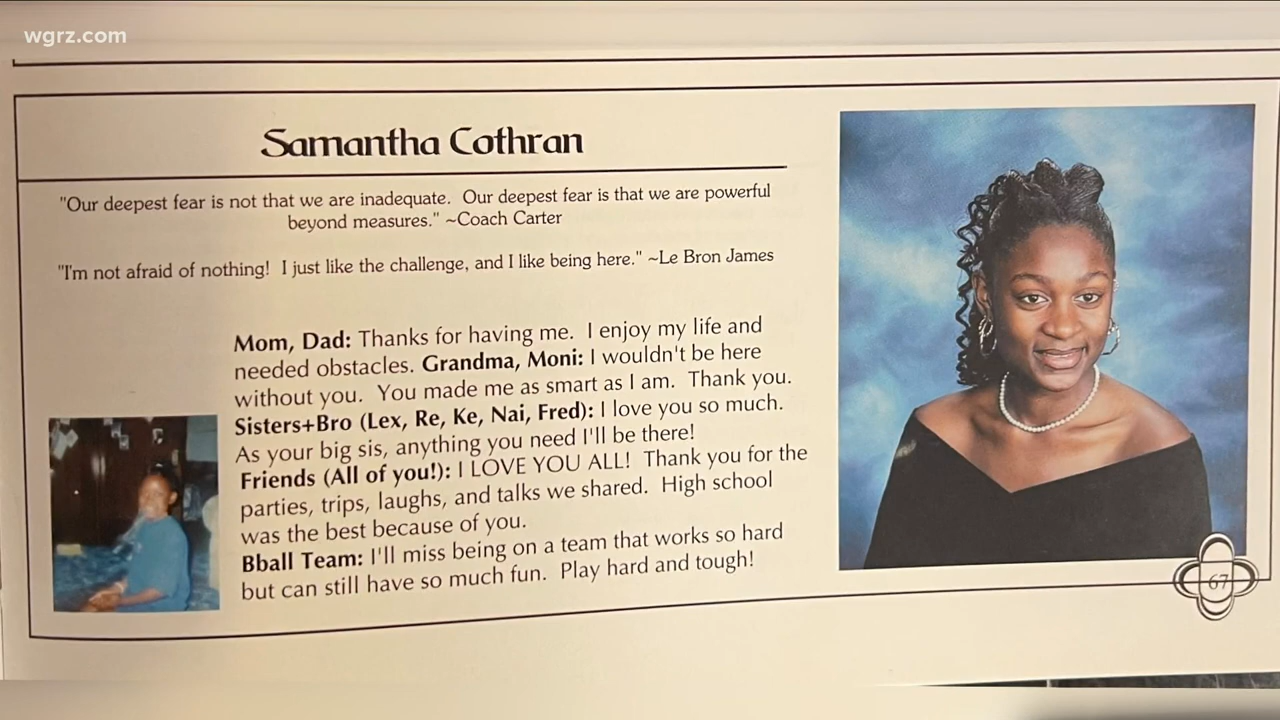 wgrz.com
Samantha Cothran
"Our deepest fear is not that we are inadequate. Our deepest fear is that we are powerful
beyond measures." ~Coach Carter
"I'm not afraid of nothing! I just like the challenge, and I like being here." ~Le Bron James
Mom, Dad: Thanks for having me. I enjoy my life and
needed obstacles. Grandma, Moni: I wouldn't be here
without you. You made me as smart as I am. Thank you.
Sisters+Bro (Lex, Re, Ke, Nai, Fred): I love you so much.
As your big sis, anything you need I'll be there!
Friends (All of you!): I LOVE YOU ALL! Thank you for the
parties, trips, laughs, and talks we shared. High school
was the best because of you.
Bball Team: I'll miss being on a team that works so hard
but can still have so much fun. Play hard and tough!
67